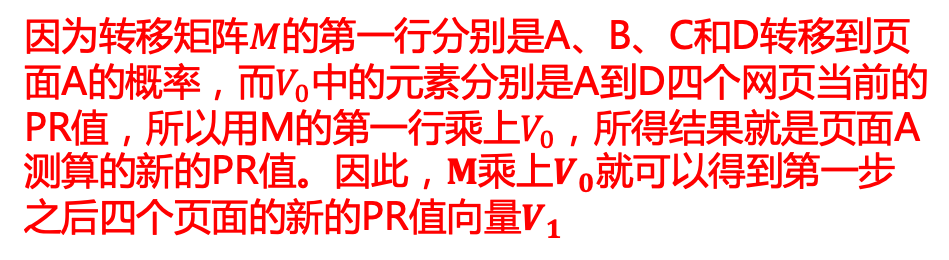 因为转移矩阵M的第一行分别是A、B、C和D转移到页
面A的概率，而V₀中的元素分别是A到D四个网页当前的
PR值，所以用M的第一行乘上V₀，所得结果就是页面A
测算的新的PR值。因此，M乘上V₀就可以得到第一步
之后四个页面的新的PR值向量V₁